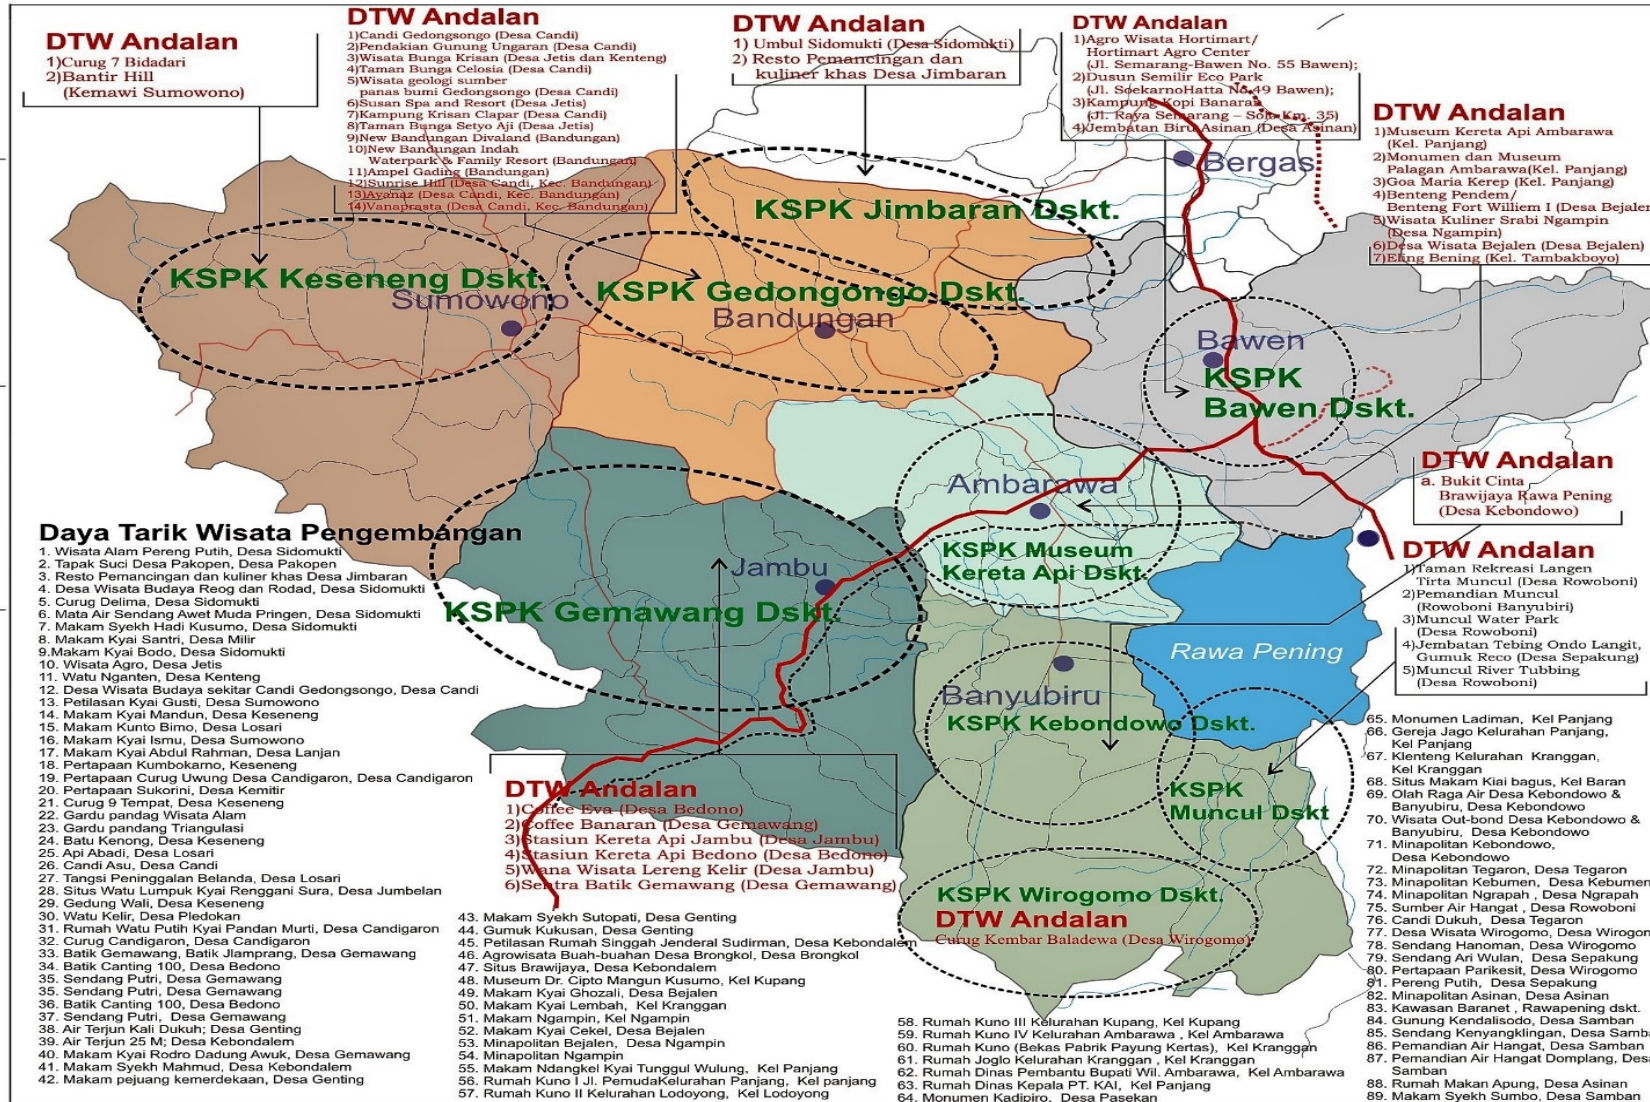 DTW Andalan
1)Curug 7 Bidadari
2)Bantir Hill
(Kemawi Sumowono)
DTW Andalan
1)Candi Gedongsongo (Desa Candi)
2)Pendakian Gunung Ungaran (Desa Candi)
3)Wisata Bunga Krisan (Desa Jetis dan Kenteng)
4)Taman Bunga Celosia (Desa Candi)
5)Wisata geologi sumber
panas bumi Gedongsongo (Desa Candi)
6)Susan Spa and Resort (Desa Jetis)
7)Kampung Krisan Clapar (Desa Candi)
8)Taman Bunga Setyo Aji (Desa Jetis)
9)New Bandungan Divaland (Bandungan)
10)New Bandungan Indah
Waterpark & Family Resort (Bandungan)
11)Ampel Gading (Bandungan)
12)Sunrise Hill (Desa Candi, Kec. Bandungan)
13)Ayanaz (Desa Candi, Kec. Bandungan)
14)Vanaprasta (Desa Candi, Kec. Bandungan)
DTW Andalan
1) Umbul Sidomukti (Desa Sidomukti)
2) Resto Pemancingan dan
kuliner khas Desa Jimbaran
DTW Andalan
1)Agro Wisata Hortimart/
Hortimart Agro Center
(Jl. Semarang-Bawen No. 55 Bawen);
2)Dusun Semilir Eco Park
(Jl. SoekarnoHatta No.49 Bawen);
3)Kampung Kopi Banaran
(Jl. Raya Semarang – Solo Km. 35)
4)Jembatan Biru Asinan (Desa Asinan)
DTW Andalan
1)Museum Kereta Api Ambarawa
(Kel. Panjang)
2)Monumen dan Museum
Palagan Ambarawa(Kel. Panjang)
3)Goa Maria Kerep (Kel. Panjang)
4)Benteng Pendem/
Benteng Fort Williem I (Desa Bejalen
5)Wisata Kuliner Srabi Ngampin
(Desa Ngampin)
6)Desa Wisata Bejalen (Desa Bejalen)
7)Eling Bening (Kel. Tambakboyo)
Bergas
KSPK Jimbaran Dskt.
KSPK Keseneng Dskt.
Sumowono
KSPK Gedongongo Dskt.
Bandungan
Bawen
KSPK
Bawen Dskt.
Ambarawa
KSPK Museum
Kereta Api Dskt.
Jambu
KSPK Gemawang Dskt.
Rawa Pening
Banyubiru
KSPK Kebondowo Dskt.
KSPK
Muncul Dskt
KSPK Wirogomo Dskt.
DTW Andalan
Curug Kembar Baladewa (Desa Wirogomo)
DTW Andalan
a. Bukit Cinta
Brawijaya Rawa Pening
(Desa Kebondowo)
DTW Andalan
1)Taman Rekreasi Langen
Tirta Muncul (Desa Rowoboni)
2)Pemandian Muncul
(Rowoboni Banyubiri)
3)Muncul Water Park
(Desa Rowoboni)
4)Jembatan Tebing Ondo Langit,
Gumuk Reco (Desa Sepakung)
5)Muncul River Tubbing
(Desa Rowoboni)
DTW Andalan
1)Coffee Eva (Desa Bedono)
2)Coffee Banaran (Desa Gemawang)
3)Stasiun Kereta Api Jambu (Desa Jambu)
4)Stasiun Kereta Api Bedono (Desa Bedono)
5)Wana Wisata Lereng Kelir (Desa Jambu)
6)Sentra Batik Gemawang (Desa Gemawang)
Daya Tarik Wisata Pengembangan
1. Wisata Alam Pereng Putih, Desa Sidomukti
2. Tapak Suci Desa Pakopen, Desa Pakopen
3. Resto Pemancingan dan kuliner khas Desa Jimbaran
4. Desa Wisata Budaya Reog dan Rodad, Desa Sidomukti
5. Curug Delima, Desa Sidomukti
6. Mata Air Sendang Awet Muda Pringen, Desa Sidomukti
7. Makam Syekh Hadi Kusumo, Desa Sidomukti
8. Makam Kyai Santri, Desa Milir
9.Makam Kyai Bodo, Desa Sidomukti
10. Wisata Agro, Desa Jetis
11. Watu Nganten, Desa Kenteng
12. Desa Wisata Budaya sekitar Candi Gedongsongo, Desa Candi
13. Petilasan Kyai Gusti, Desa Sumowono
14. Makam Kyai Mandun, Desa Keseneng
15. Makam Kunto Bimo, Desa Losari
16. Makam Kyai Ismu, Desa Sumowono
17. Makam Kyai Abdul Rahman, Desa Lanjan
18. Pertapaan Kumbokarno, Keseneng
19. Pertapaan Curug Uwung Desa Candigaron, Desa Candigaron
20. Pertapaan Sukorini, Desa Kemitir
21. Curug 9 Tempat, Desa Keseneng
22. Gardu pandag Wisata Alam
23. Gardu pandang Triangulasi
24. Batu Kenong, Desa Keseneng
25. Api Abadi, Desa Losari
26. Candi Asu, Desa Candi
27. Tangsi Peninggalan Belanda, Desa Losari
28. Situs Watu Lumpuk Kyai Renggani Sura, Desa Jumbelan
29. Gedung Wali, Desa Keseneng
30. Watu Kelir, Desa Pledokan
31. Rumah Watu Putih Kyai Pandan Murti, Desa Candigaron
32. Curug Candigaron, Desa Candigaron
33. Batik Gemawang, Batik Jlamprang, Desa Gemawang
34. Batik Canting 100, Desa Bedono
35. Sendang Putri, Desa Gemawang
35. Sendang Putri, Desa Gemawang
36. Batik Canting 100, Desa Bedono
37. Sendang Putri, Desa Gemawang
38. Air Terjun Kali Dukuh; Desa Genting
39. Air Terjun 25 M; Desa Kebondalem
40. Makam Kyai Rodro Dadung Awuk, Desa Gemawang
41. Makam Syekh Mahmud, Desa Kebondalem
42. Makam pejuang kemerdekaan, Desa Genting
43. Makam Syekh Sutopati, Desa Genting
44. Gumuk Kukusan, Desa Genting
45. Petilasan Rumah Singgah Jenderal Sudirman, Desa Kebondalem
46. Agrowisata Buah-buahan Desa Brongkol, Desa Brongkol
47. Situs Brawijaya, Desa Kebondalem
48. Museum Dr. Cipto Mangun Kusumo, Kel Kupang
49. Makam Kyai Ghozali, Desa Bejalen
50. Makam Kyai Lembah, Kel Kranggan
51. Makam Ngampin, Kel Ngampin
52. Makam Kyai Cekel, Desa Bejalen
53. Minapolitan Bejalen, Desa Ngampin
54. Minapolitan Ngampin
55. Makam Ndangkel Kyai Tunggul Wulung, Kel Panjang
56. Rumah Kuno I Jl. PemudaKelurahan Panjang, Kel panjang
57. Rumah Kuno II Kelurahan Lodoyong, Kel Lodoyong
58. Rumah Kuno III Kelurahan Kupang, Kel Kupang
59. Rumah Kuno IV Kelurahan Ambarawa , Kel Ambarawa
60. Rumah Kuno (Bekas Pabrik Payung Kertas), Kel Kranggan
61. Rumah Joglo Kelurahan Kranggan , Kel Kranggan
62. Rumah Dinas Pembantu Bupati Wil. Ambarawa, Kel Ambarawa
63. Rumah Dinas Kepala PT. KAI, Kel Panjang
64. Monumen Kadipiro, Desa Pasekan
65. Monumen Ladiman, Kel Panjang
66. Gereja Jago Kelurahan Panjang,
Kel Panjang
67. Klenteng Kelurahan Kranggan,
Kel Kranggan
68. Situs Makam Kiai bagus, Kel Baran
69. Olah Raga Air Desa Kebondowo &
Banyubiru, Desa Kebondowo
70. Wisata Out-bond Desa Kebondowo &
Banyubiru, Desa Kebondowo
71. Minapolitan Kebondowo,
Desa Kebondowo
72. Minapolitan Tegaron, Desa Tegaron
73. Minapolitan Kebumen, Desa Kebumen
74. Minapolitan Ngrapah , Desa Ngrapah
75. Sumber Air Hangat , Desa Rowoboni
76. Candi Dukuh, Desa Tegaron
77. Desa Wisata Wirogomo, Desa Wirogon
78. Sendang Hanoman, Desa Wirogomo
79. Sendang Ari Wulan, Desa Sepakung
80. Pertapaan Parikesit, Desa Wirogomo
81. Pereng Putih, Desa Sepakung
82. Minapolitan Asinan, Desa Asinan
83. Kawasan Baranet , Rawapening dskt.
84. Gunung Kendalisodo, Desa Samban
85. Sendang Kenyangklingan, Desa Samba
86. Pemandian Air Hangat, Desa Samban
87. Pemandian Air Hangat Domplang, Desa
Samban
88. Rumah Makan Apung, Desa Asinan
89. Makam Syekh Sumbo, Desa Samban